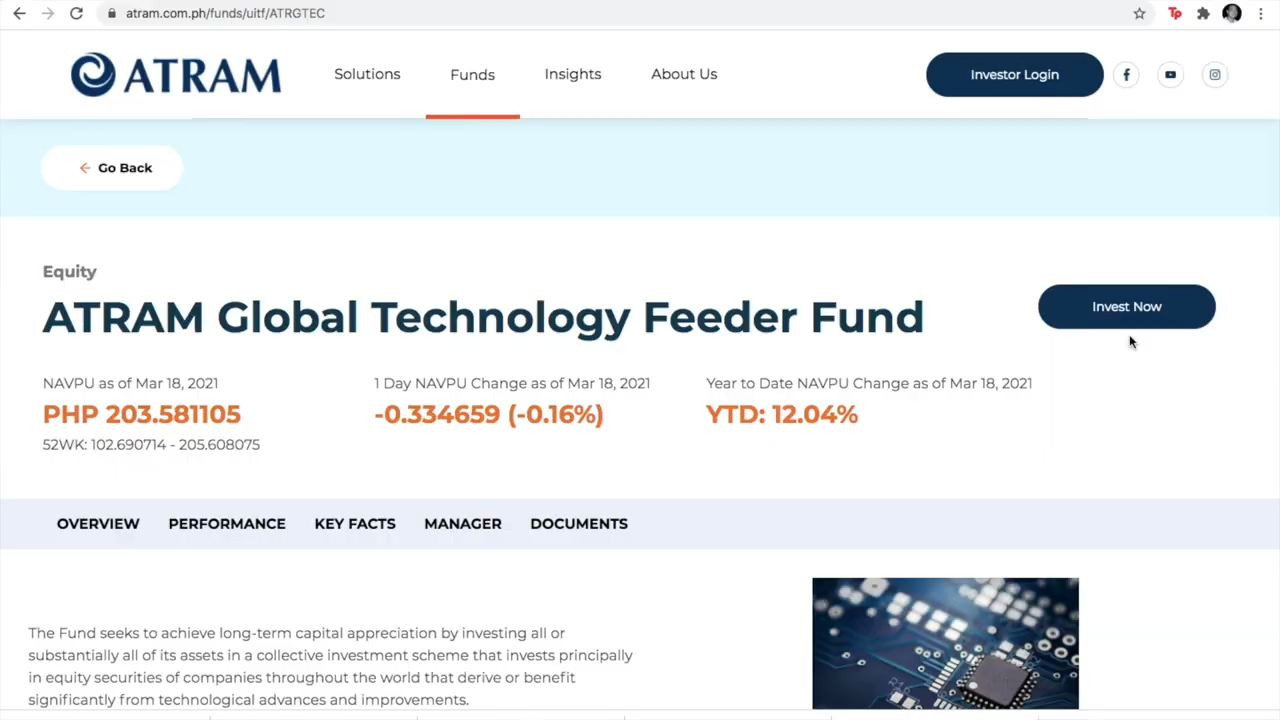 atram.com.ph/funds/uitf/ATRGTEC
Tp
ATRAM
Solutions
Funds
Insights
About Us
Investor Login
Go Back
Equity
ATRAM Global Technology Feeder Fund
Invest Now
NAVPU as of Mar 18, 2021
PHP 203.581105
52WK: 102.690714 - 205.608075
1 Day NAVPU Change as of Mar 18, 2021
-0.334659 (-0.16%)
Year to Date NAVPU Change as of Mar 18, 2021
YTD: 12.04%
OVERVIEW
PERFORMANCE
KEY FACTS
MANAGER
DOCUMENTS
The Fund seeks to achieve long-term capital appreciation by investing all or
substantially all of its assets in a collective investment scheme that invests principally
in equity securities of companies throughout the world that derive or benefit
significantly from technological advances and improvements.